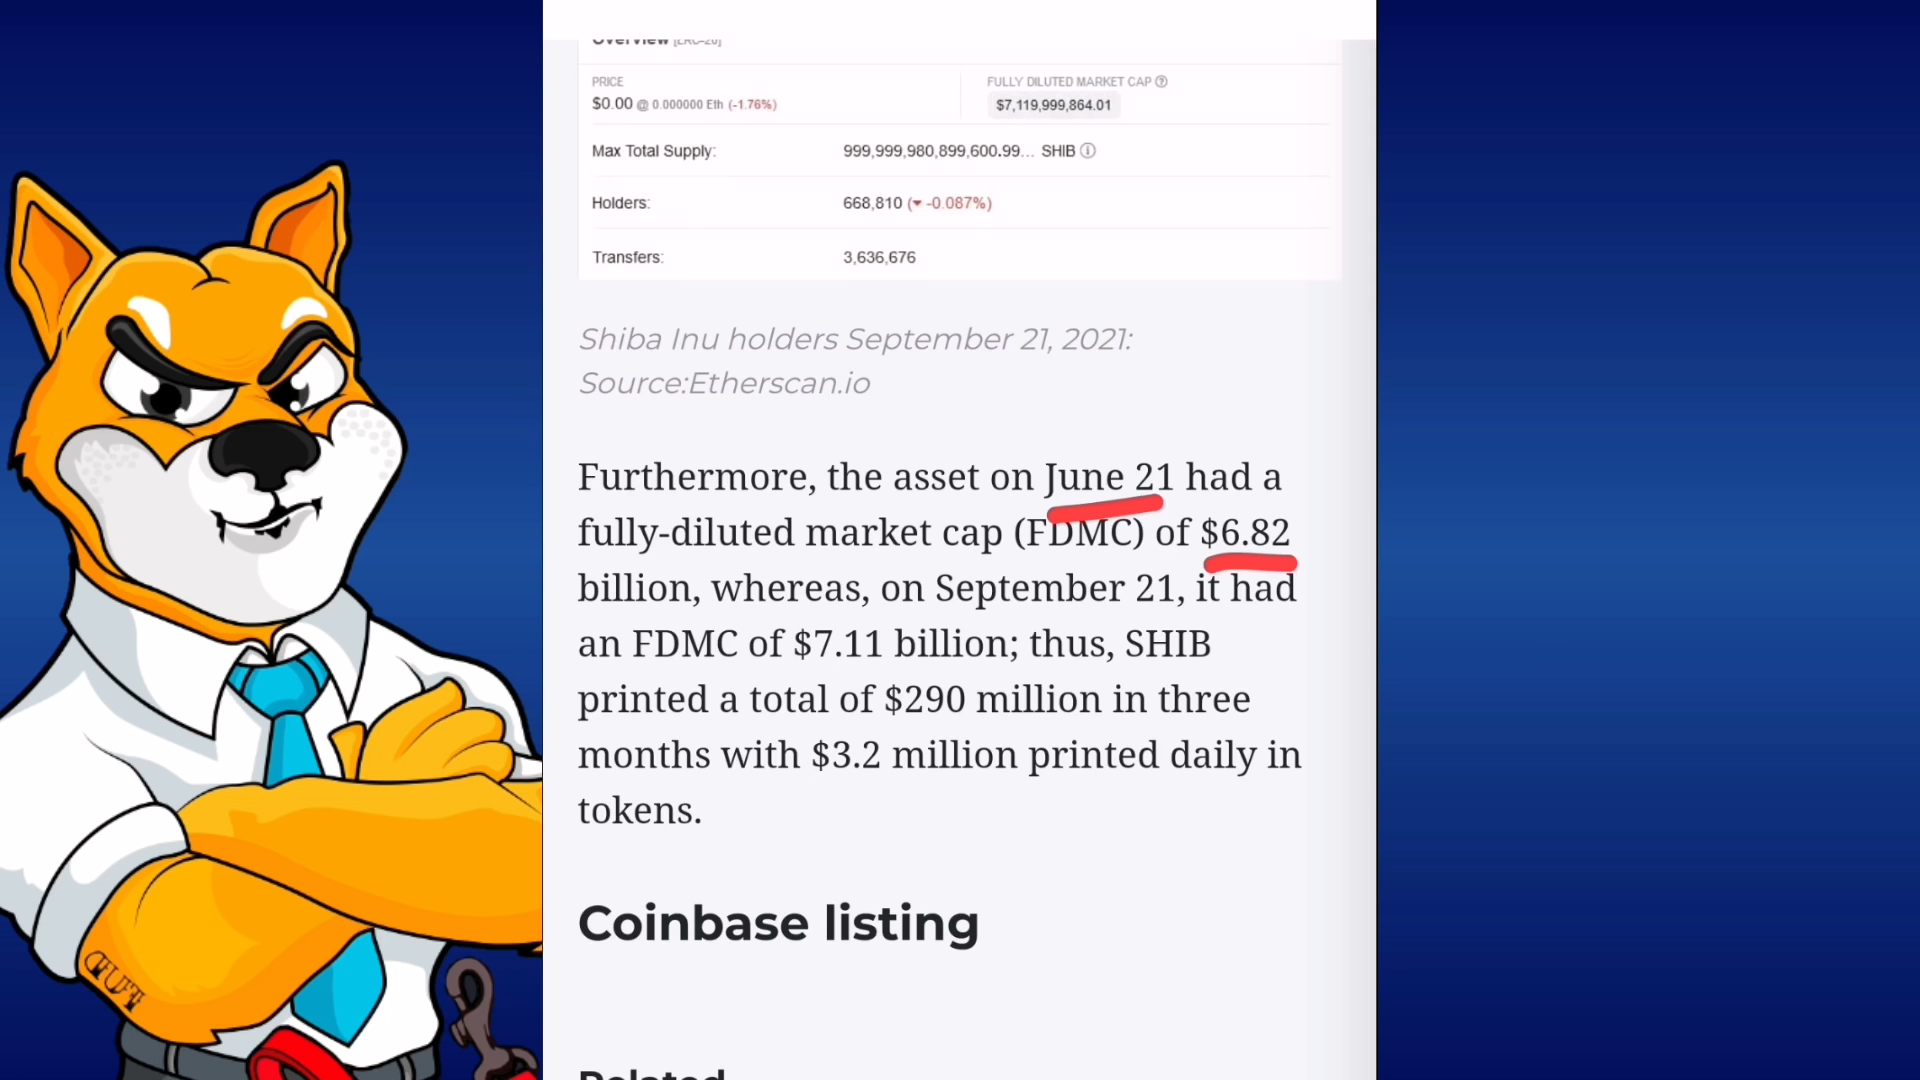 Overview [ERC-20]
PRICE
$0.00 @ 0.000000 Eth (-1.76%)
FULLY DILUTED MARKET CAP
$7,119,999,864.01
Max Total Supply:
999,999,980,899,600.99... SHIB
Holders:
668,810 (-0.087%)
Transfers:
3,636,676
Shiba Inu holders September 21, 2021:
Source:Etherscan.io
Furthermore, the asset on June 21 had a
fully-diluted market cap (FDMC) of $6.82
billion, whereas, on September 21, it had
an FDMC of $7.11 billion; thus, SHIB
printed a total of $290 million in three
months with $3.2 million printed daily in
tokens.
Coinbase listing
Related